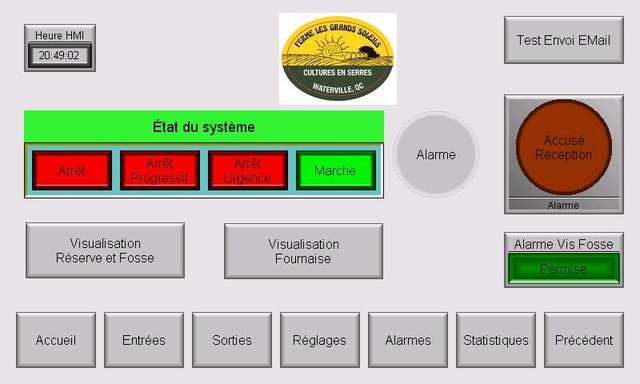 Heure HMI
20:49:02
FERME LES GRANDS SOLEILS
CULTURES EN SERRES
WATERVILLE, QC
Test Envoi EMail
État du système
Arrêt
Arrêt
Progressif
Arrêt
Urgence
Marche
Alarme
Accusé
Réception
Alarme
Visualisation
Réserve et Fosse
Visualisation
Fournaise
Alarme Vis Fosse
Permise
Accueil
Entrées
Sorties
Réglages
Alarmes
Statistiques
Précédent